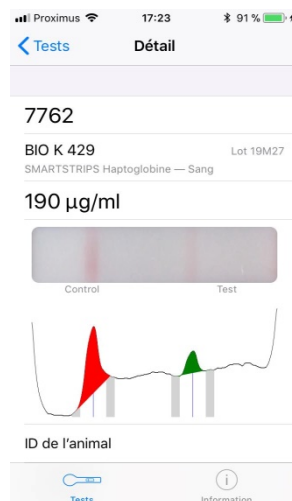 Proximus 17:23 91 %
Tests Détail
7762
BIO K 429 Lot 19M27
SMARTSTRIPS Haptoglobine — Sang
190 µg/ml
Control Test
ID de l'animal
Tests Information